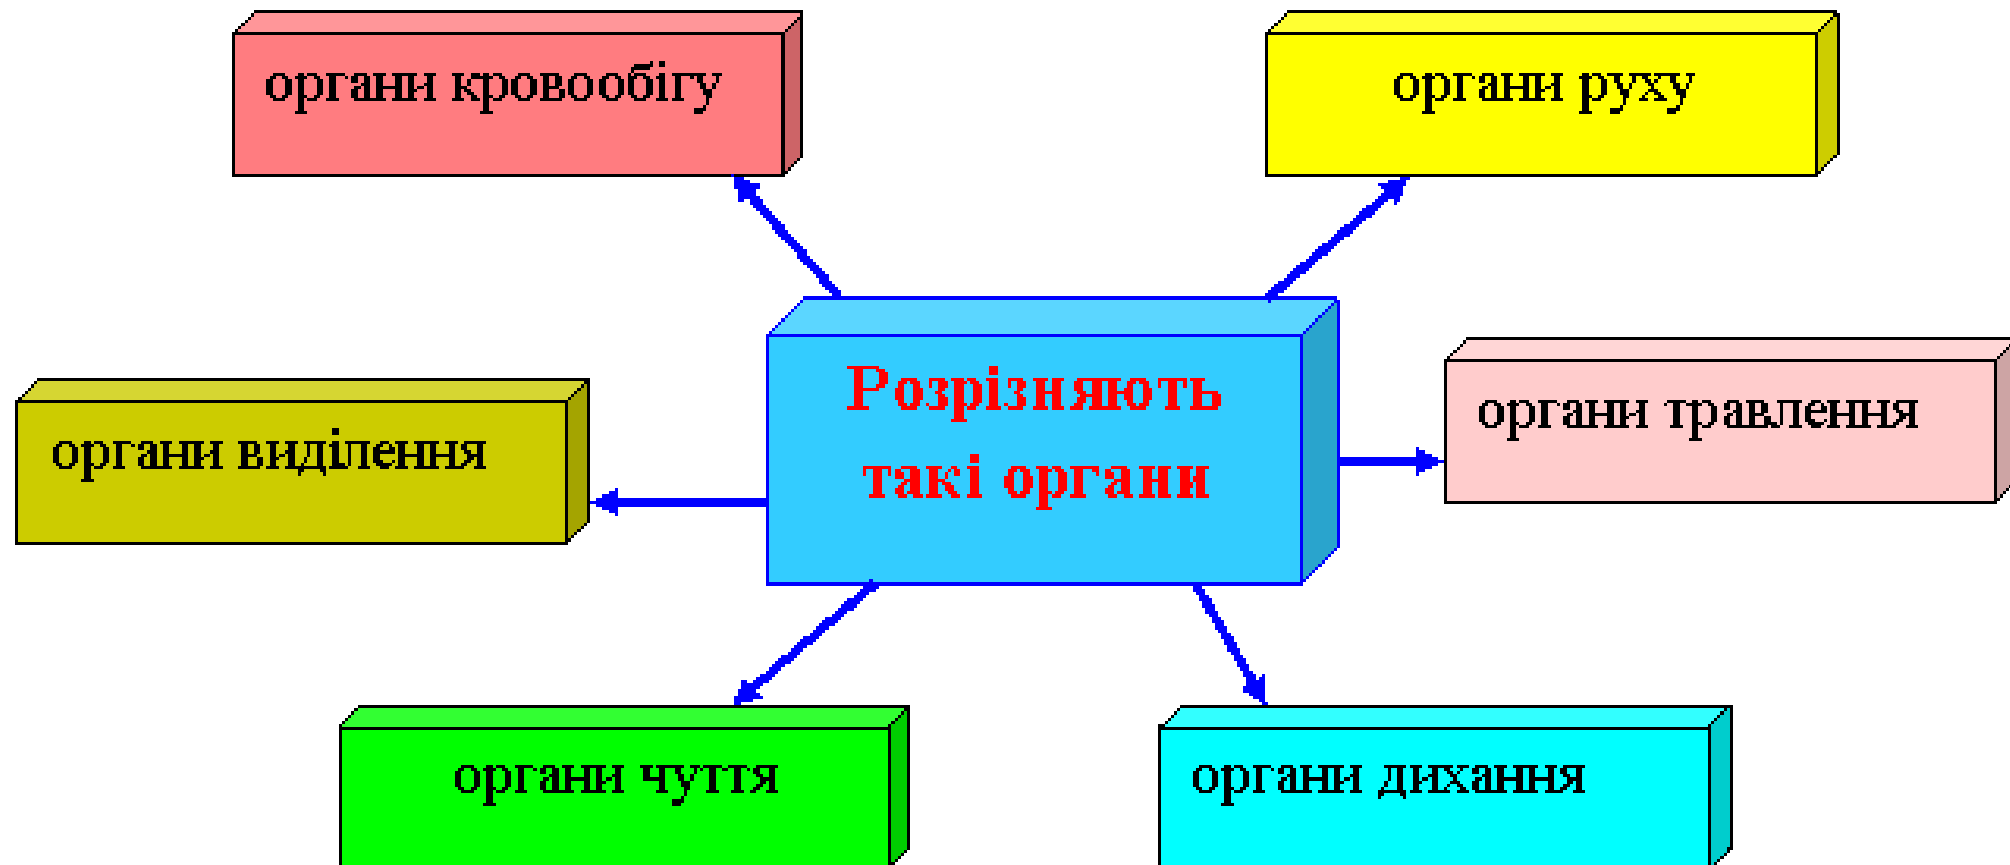 органи кровообігу
органи руху
Розрізняють
такі органи
органи травлення
органи виділення
органи чуття
органи дихання